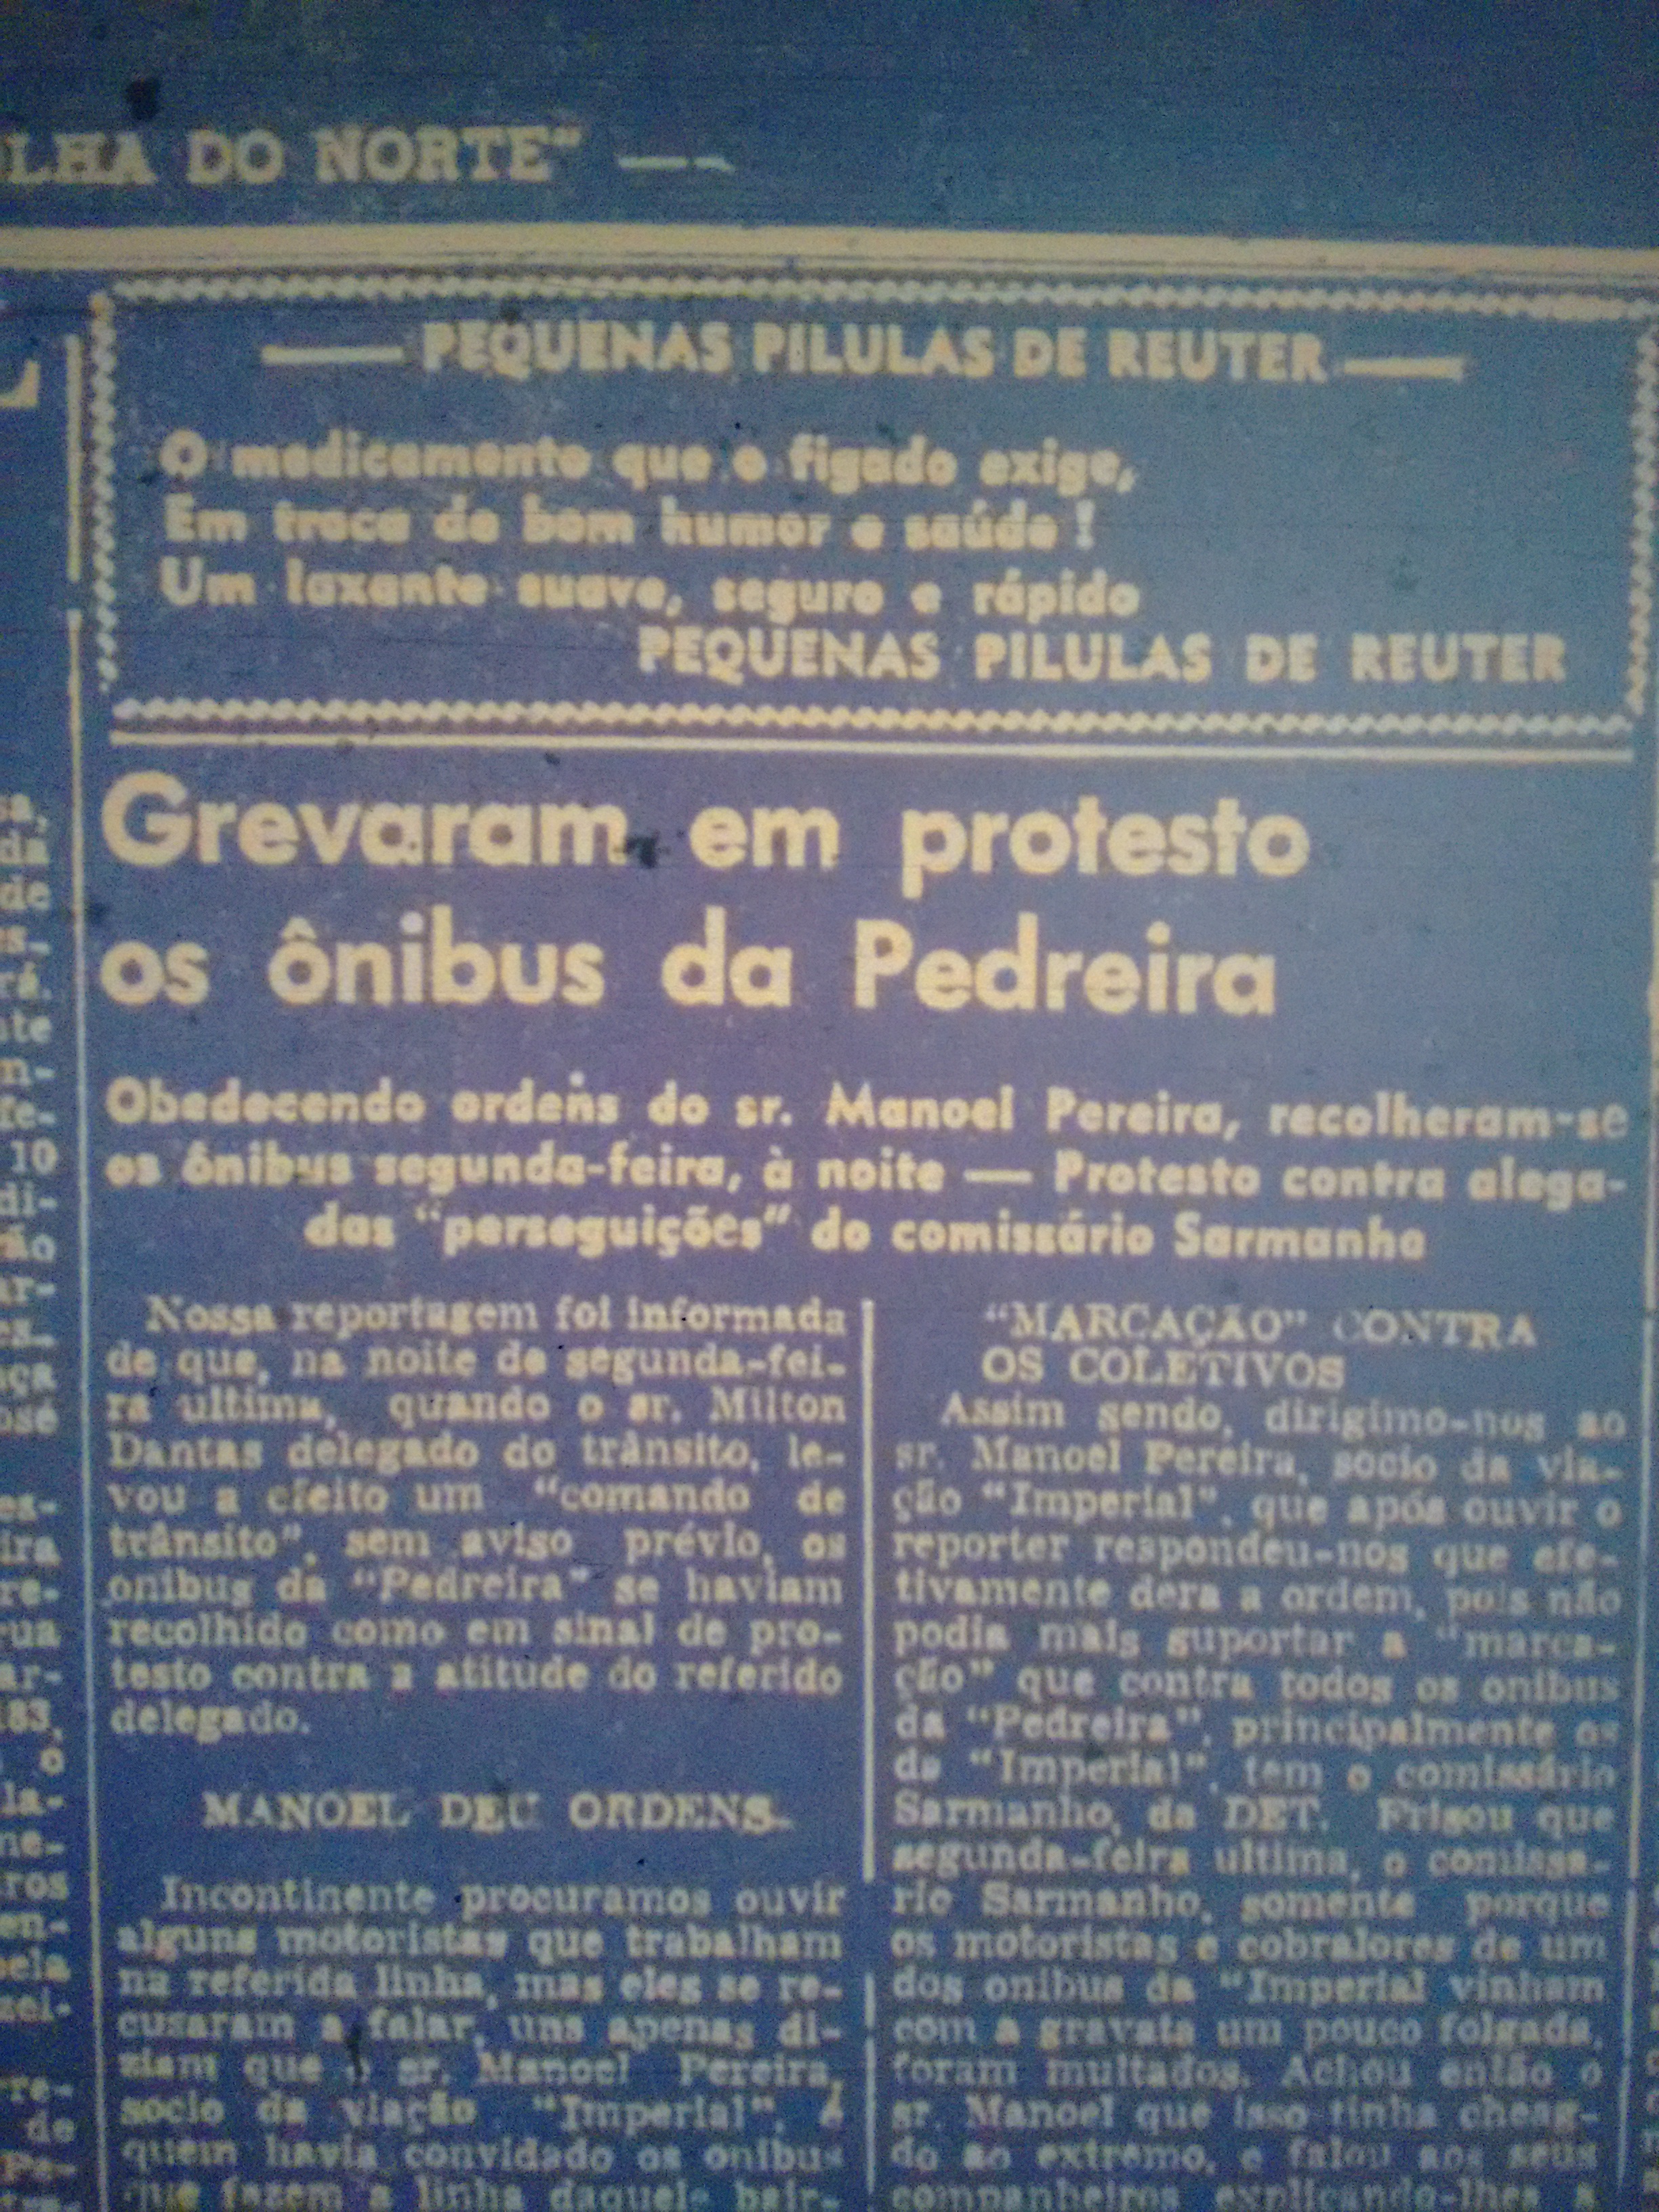 LHA DO NORTE" —
PEQUENAS PILULAS DE REUTER
O medicamento que o figado exige,
Em troca de bom humor e saúde !
Um laxante suave, seguro e rápido
PEQUENAS PILULAS DE REUTER
Grevaram em protesto
os ônibus da Pedreira
Obedecendo ordens do sr. Manoel Pereira, recolheram-se
os ônibus segunda-feira, à noite — Protesto contra alega-
das "perseguições" do comissário Sarmanho
Nossa reportagem foi informada
de que, na noite de segunda-fei-
ra ultima, quando o sr. Milton
Dantas delegado do trânsito, le-
vou a efeito um "comando de
trânsito", sem aviso prévio, os
onibus da "Pedreira" se haviam
recolhido como em sinal de pro-
testo contra a atitude do referido
delegado.
MANOEL DEU ORDENS
Incontinente procuramos ouvir
alguns motoristas que trabalham
na referida linha, mas eles se re-
cusaram a falar, uns apenas di-
ziam que o sr. Manoel Pereira,
socio da viação "Imperial", é
quem havia convidado os onibus
que fazem a linha daquele bair-
"MARCAÇÃO" CONTRA
OS COLETIVOS
Assim sendo, dirigimo-nos ao
sr. Manoel Pereira, socio da via-
ção "Imperial", que após ouvir o
reporter respondeu-nos que efe-
tivamente dera a ordem, pois não
podia mais suportar a "marca-
ção" que contra todos os onibus
da "Pedreira", principalmente os
da "Imperial", tem o comissário
Sarmanho, da DET. Frisou que
segunda-feira ultima, o comissa-
rio Sarmanho, somente porque
os motoristas e cobralores de um
dos onibus da "Imperial vinham
com a gravata um pouco folgada,
foram multados. Achou então o
sr. Manoel que isso tinha cheag-
do ao extremo, e falou aos seus
companheiros explicando-lhes a